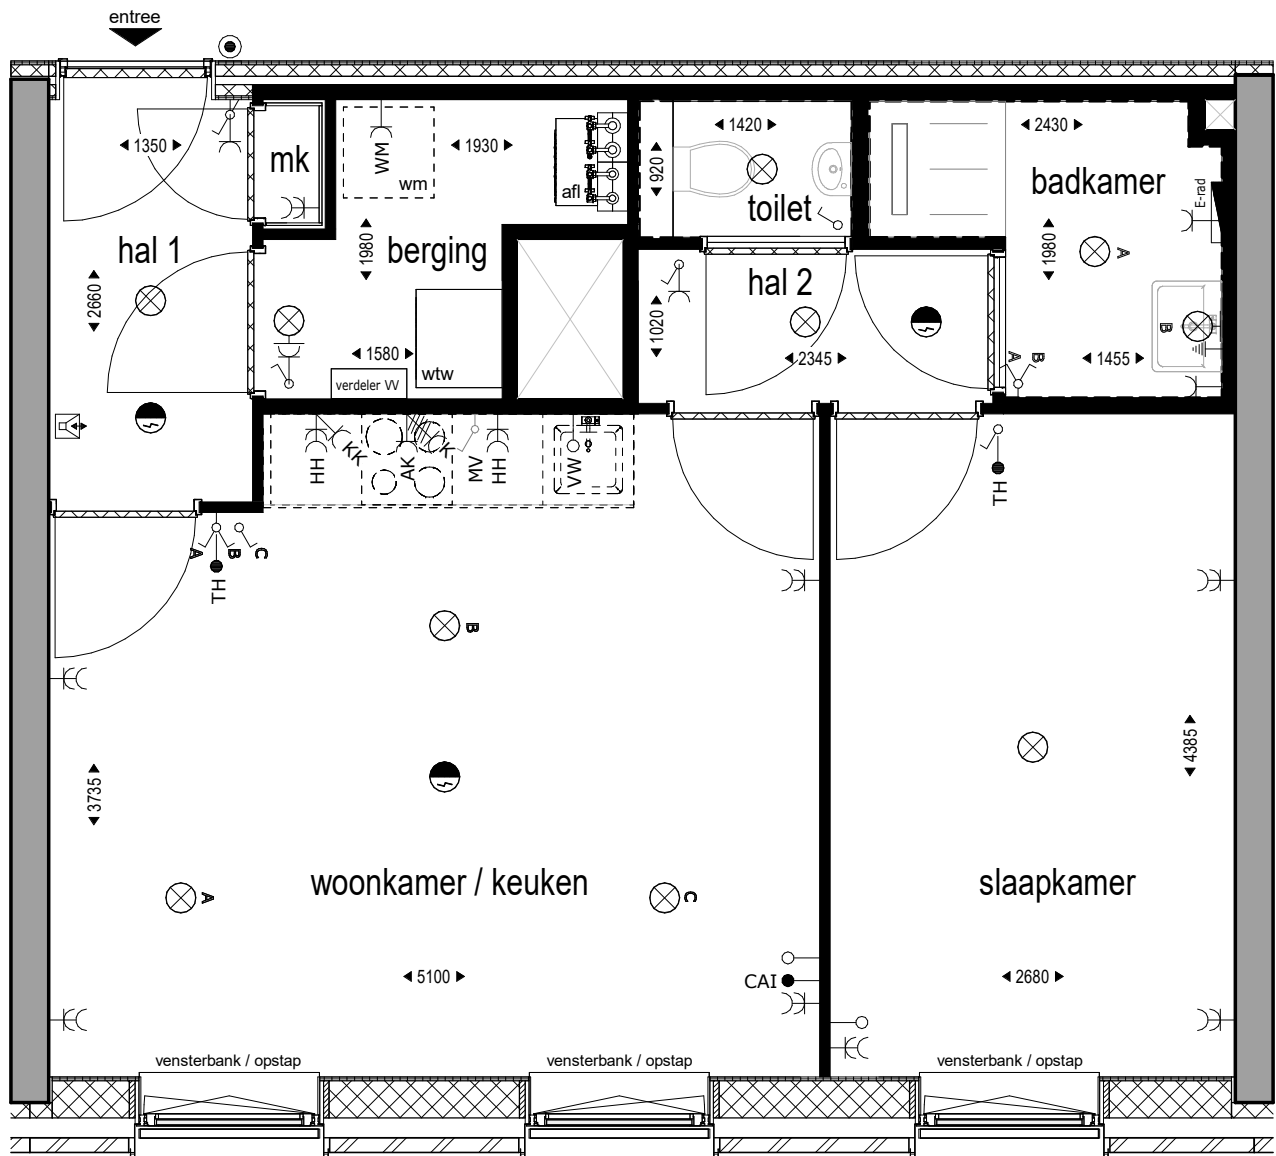 entree
1350
mk
WM
wm
1930
afl
1420
920
toilet
2430
badkamer
E-rad
hal 1
2660
1980
berging
hal 2
1980
A
1020
B
1580
wtw
verdeler VV
2345
1455
A
B
HH
KK
AK
K
MV
HH
VW
TH
A
B
C
TH
B
3735
4385
A
woonkamer / keuken
C
slaapkamer
5100
CAI
2680
vensterbank / opstap
vensterbank / opstap
vensterbank / opstap